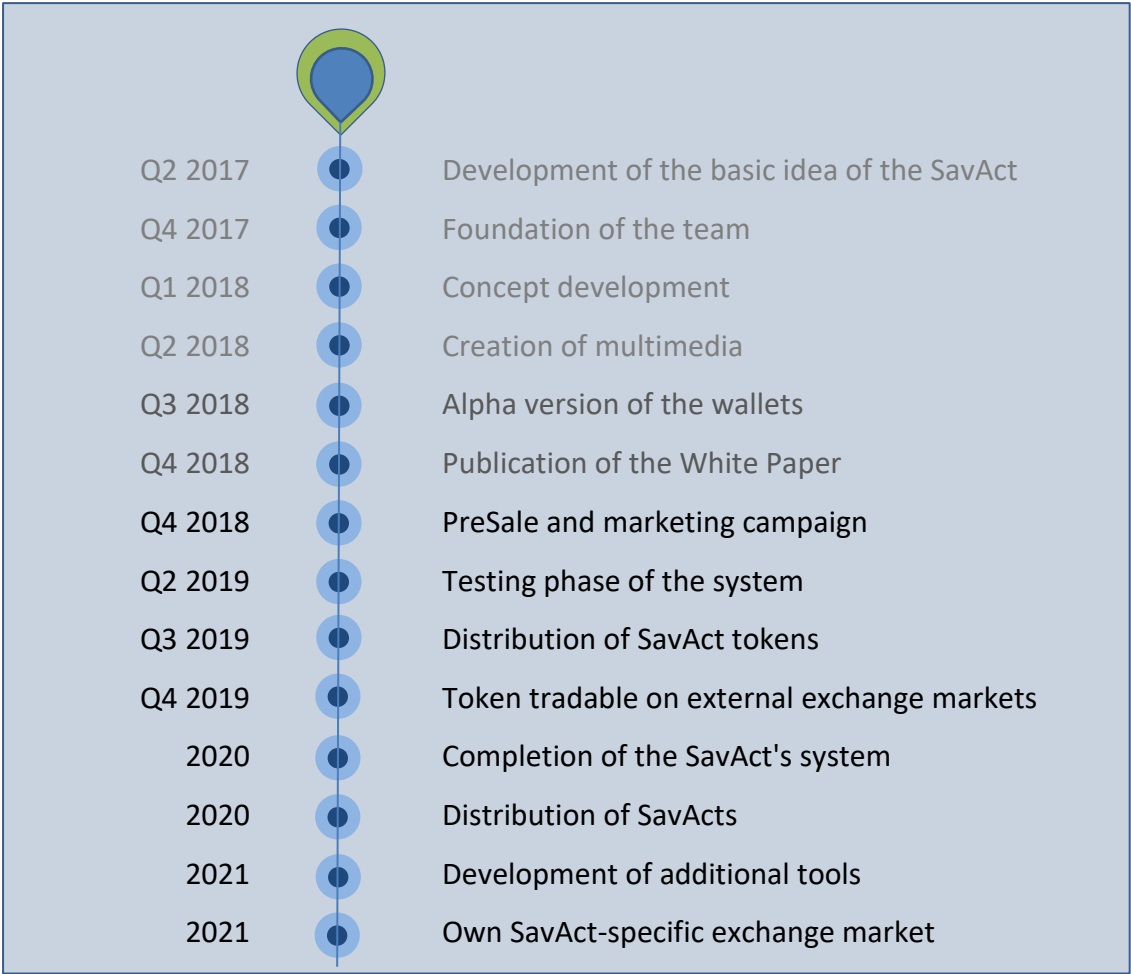 Q2 2017 Development of the basic idea of the SavAct
Q4 2017 Foundation of the team
Q1 2018 Concept development
Q2 2018 Creation of multimedia
Q3 2018 Alpha version of the wallets
Q4 2018 Publication of the White Paper
Q4 2018 PreSale and marketing campaign
Q2 2019 Testing phase of the system
Q3 2019 Distribution of SavAct tokens
Q4 2019 Token tradable on external exchange markets
2020 Completion of the SavAct's system
2020 Distribution of SavActs
2021 Development of additional tools
2021 Own SavAct-specific exchange market